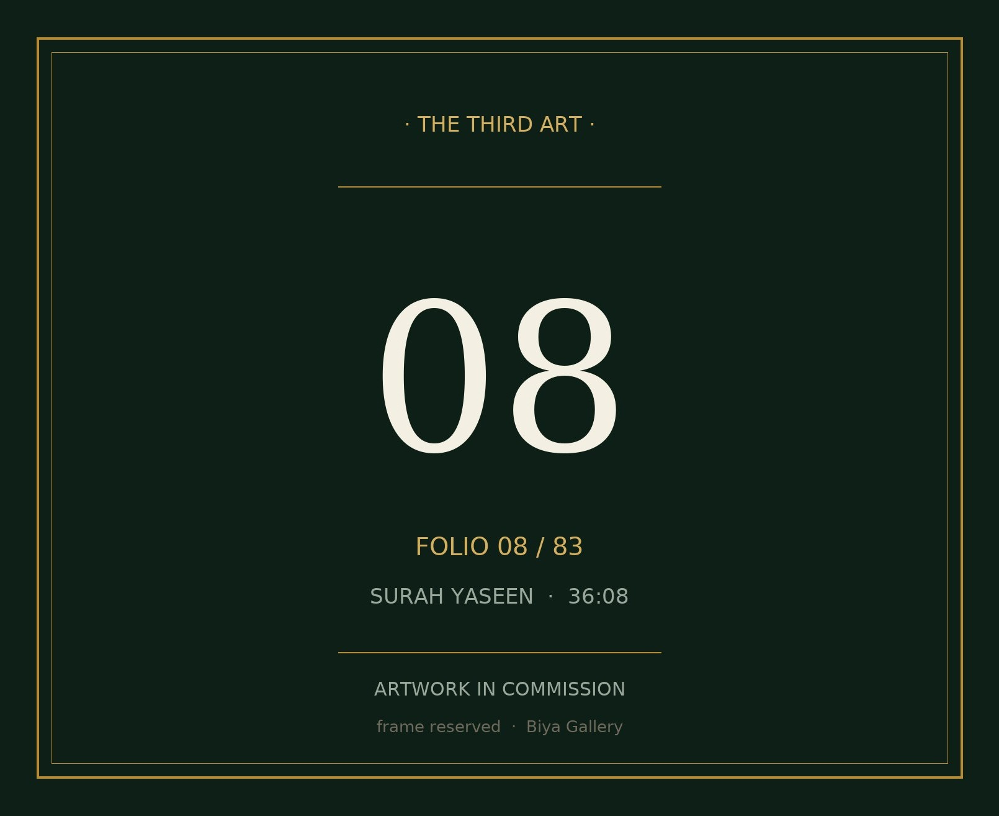 · THE THIRD ART ·
08
FOLIO 08 / 83
SURAH YASEEN · 36:08
ARTWORK IN COMMISSION
frame reserved · Biya Gallery